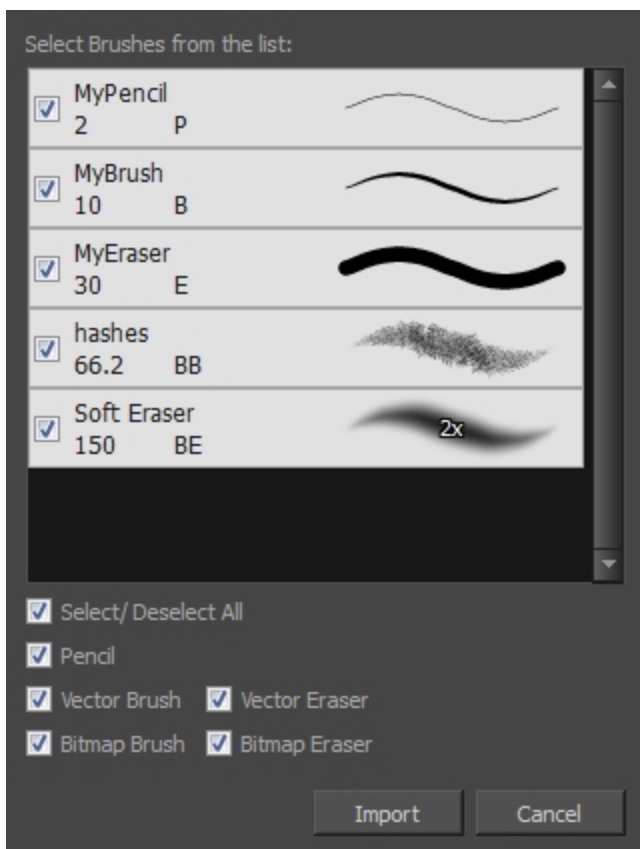 Select Brushes from the list:
MyPencil
2 P
MyBrush
10 B
MyEraser
30 E
hashes
66.2 BB
Soft Eraser
150 BE
2x
Select/ Deselect All
Pencil
Vector Brush Vector Eraser
Bitmap Brush Bitmap Eraser
Import Cancel